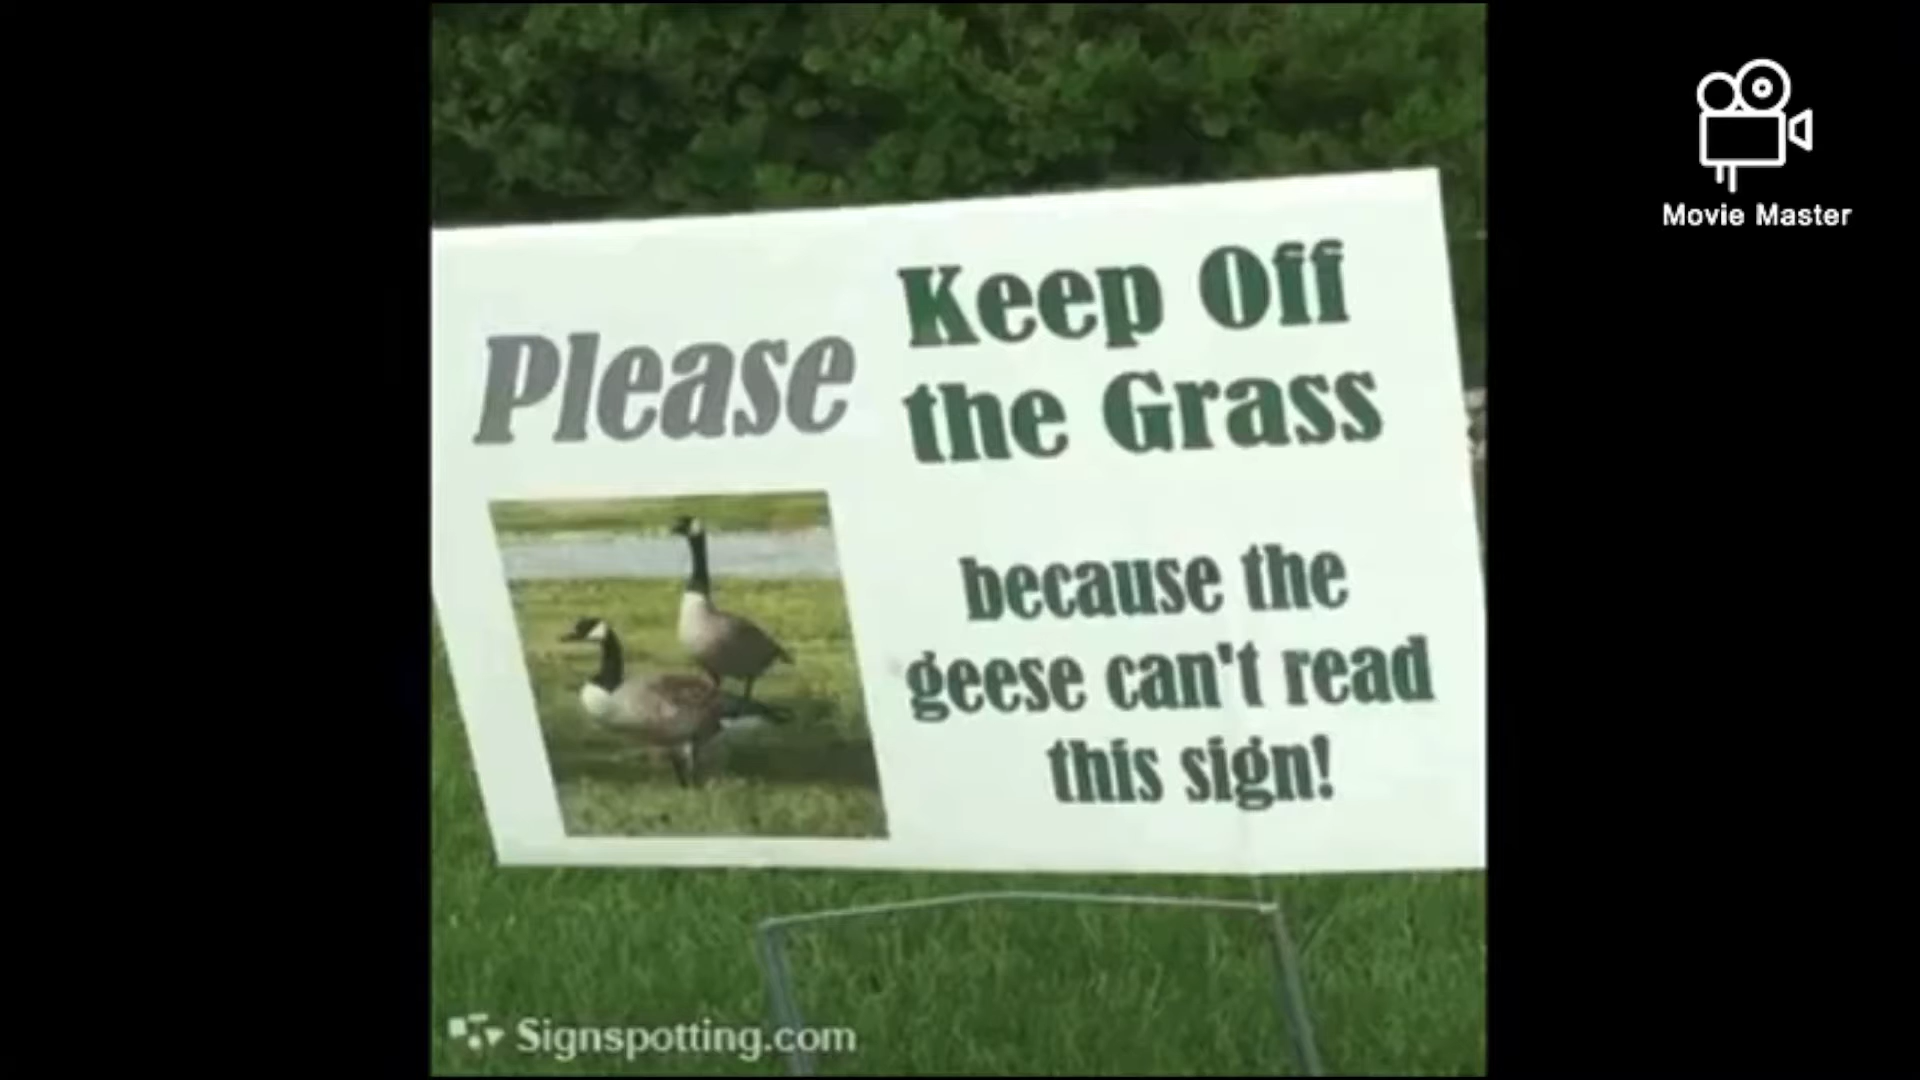 Please
Keep Off
the Grass
because the
geese can't read
this sign!
Signspotting.com
Movie Master